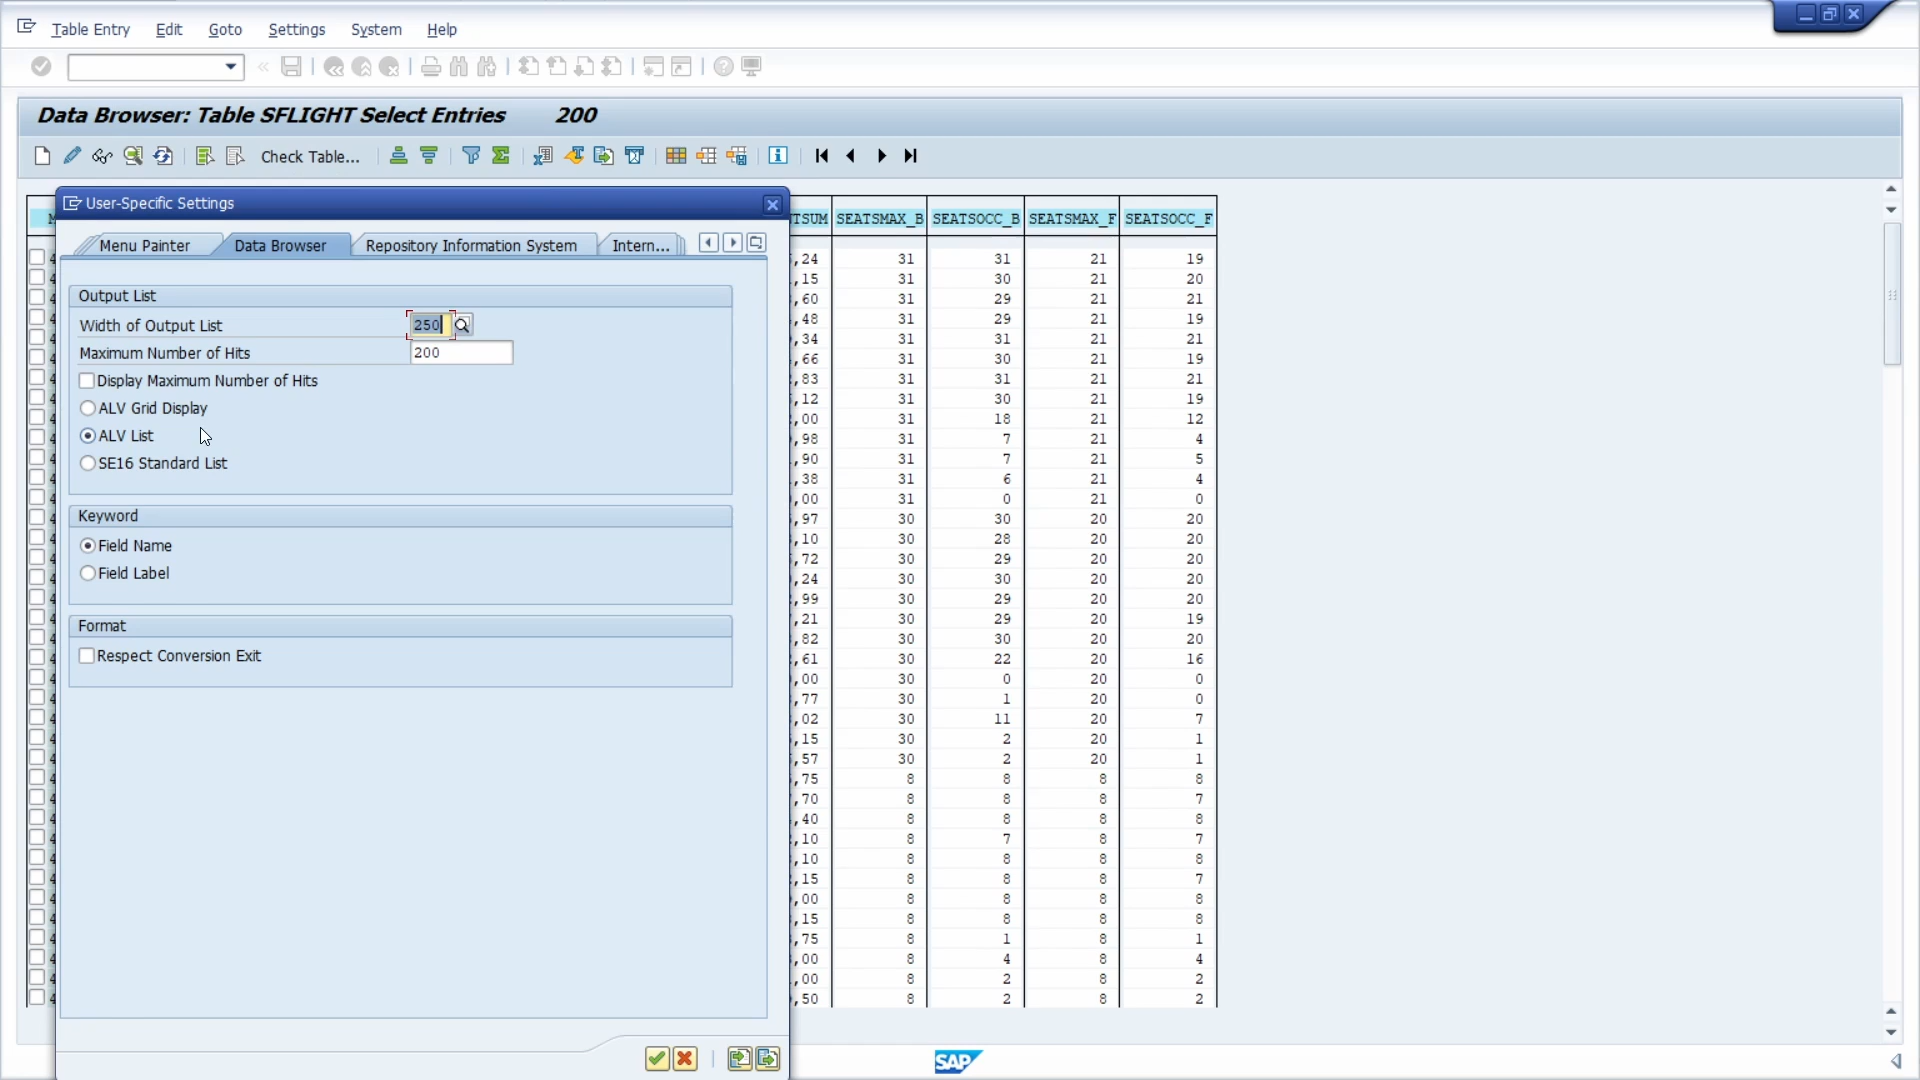 Table Entry Edit Goto Settings System Help
Data Browser: Table SFLIGHT Select Entries 200
Check Table...
User-Specific Settings
Menu Painter Data Browser Repository Information System Intern...
Output List
Width of Output List 250
Maximum Number of Hits 200
Display Maximum Number of Hits
ALV Grid Display
ALV List
SE16 Standard List
Keyword
Field Name
Field Label
Format
Respect Conversion Exit
SEATSMAX_B SEATSOCC_B SEATSMAX_F SEATSOCC_F
,24 31 31 21 19
,15 31 30 21 20
,60 31 29 21 21
,48 31 29 21 19
,34 31 31 21 21
,66 31 30 21 19
,83 31 31 21 21
,12 31 30 21 19
,00 31 18 21 12
,98 31 7 21 4
,90 31 7 21 5
,38 31 6 21 4
,00 31 0 21 0
,97 30 30 20 20
,10 30 28 20 20
,72 30 29 20 20
,24 30 30 20 20
,99 30 29 20 20
,21 30 29 20 19
,82 30 30 20 20
,61 30 22 20 16
,00 30 0 20 0
,77 30 1 20 0
,02 30 11 20 7
,15 30 2 20 1
,57 30 2 20 1
,75 8 8 8 8
,70 8 8 8 7
,40 8 8 8 8
,10 8 7 8 7
,10 8 8 8 8
,15 8 8 8 7
,00 8 8 8 8
,15 8 8 8 8
,75 8 1 8 1
,00 8 4 8 4
,00 8 2 8 2
,50 8 2 8 2
SAP